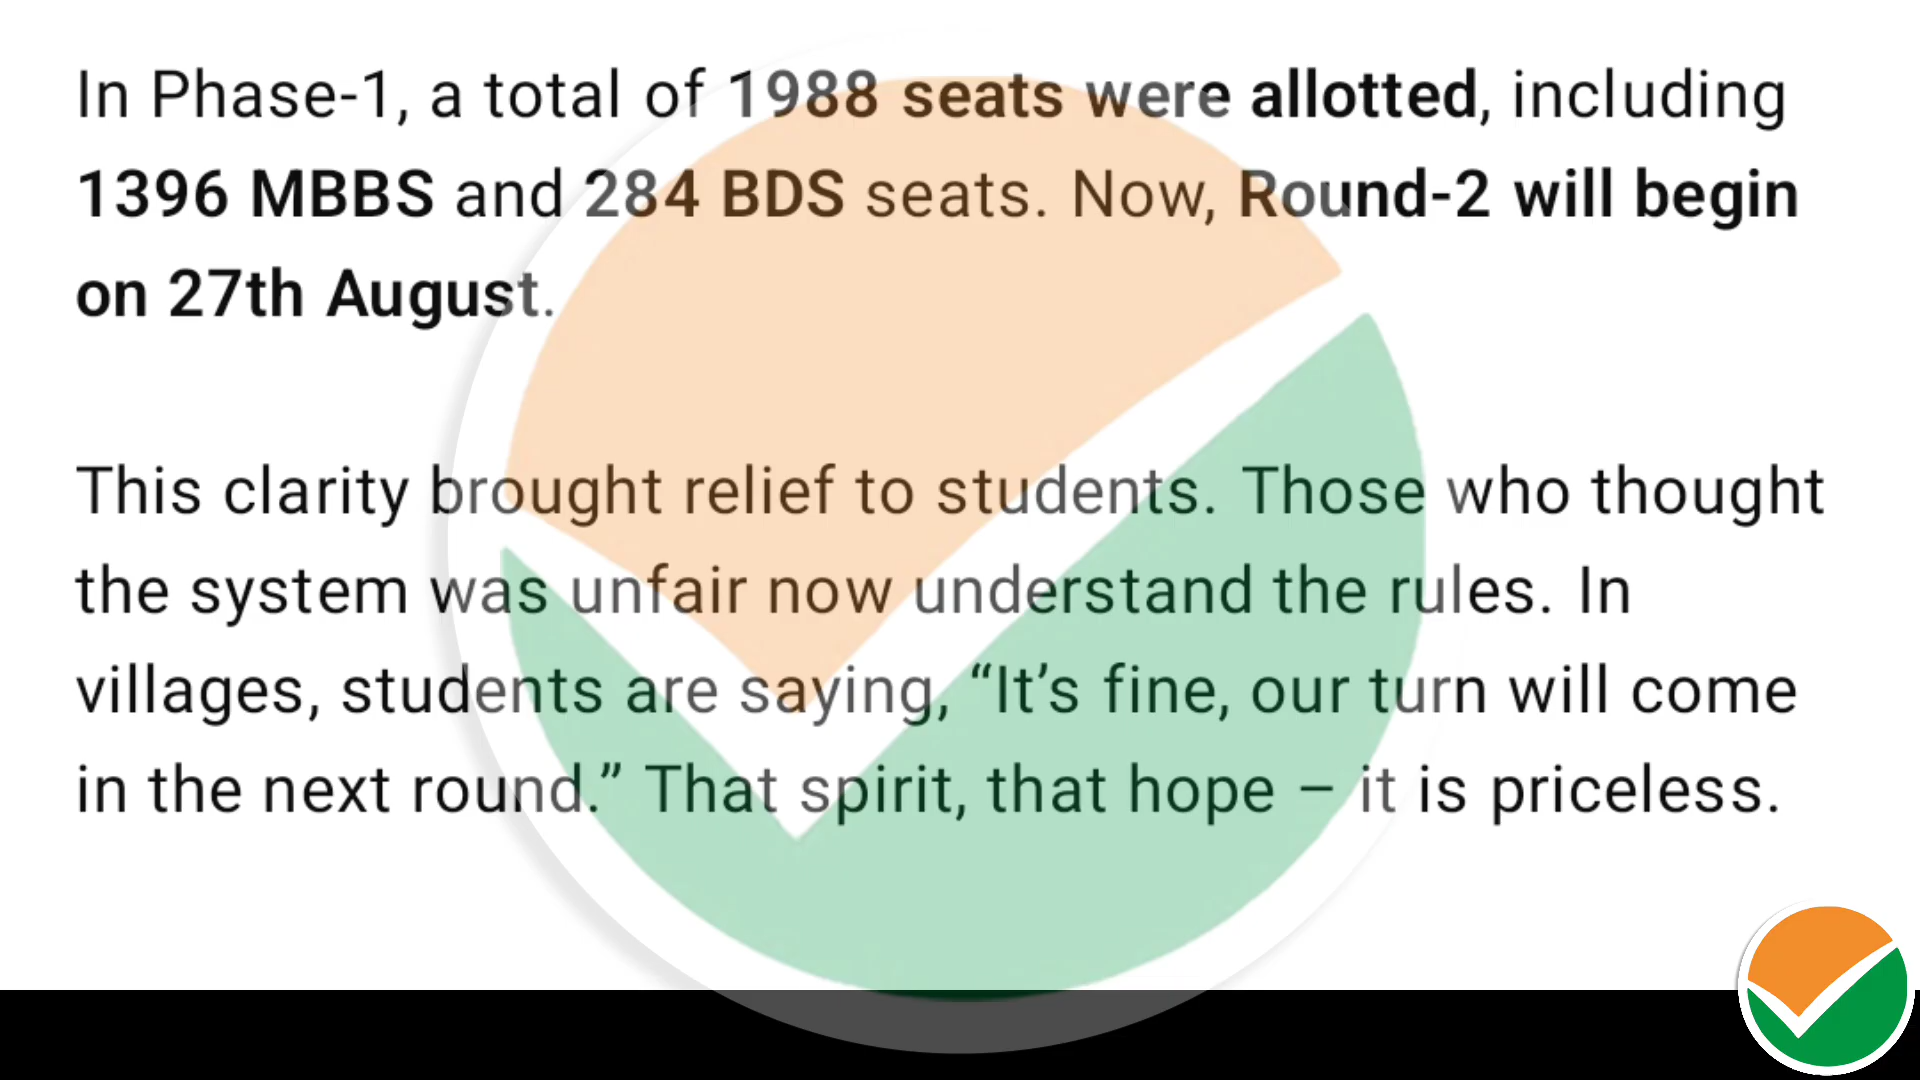 In Phase-1, a total of 1988 seats were allotted, including
1396 MBBS and 284 BDS seats. Now, Round-2 will begin
on 27th August.
This clarity brought relief to students. Those who thought
the system was unfair now understand the rules. In
villages, students are saying, “It’s fine, our turn will come
in the next round.” That spirit, that hope – it is priceless.